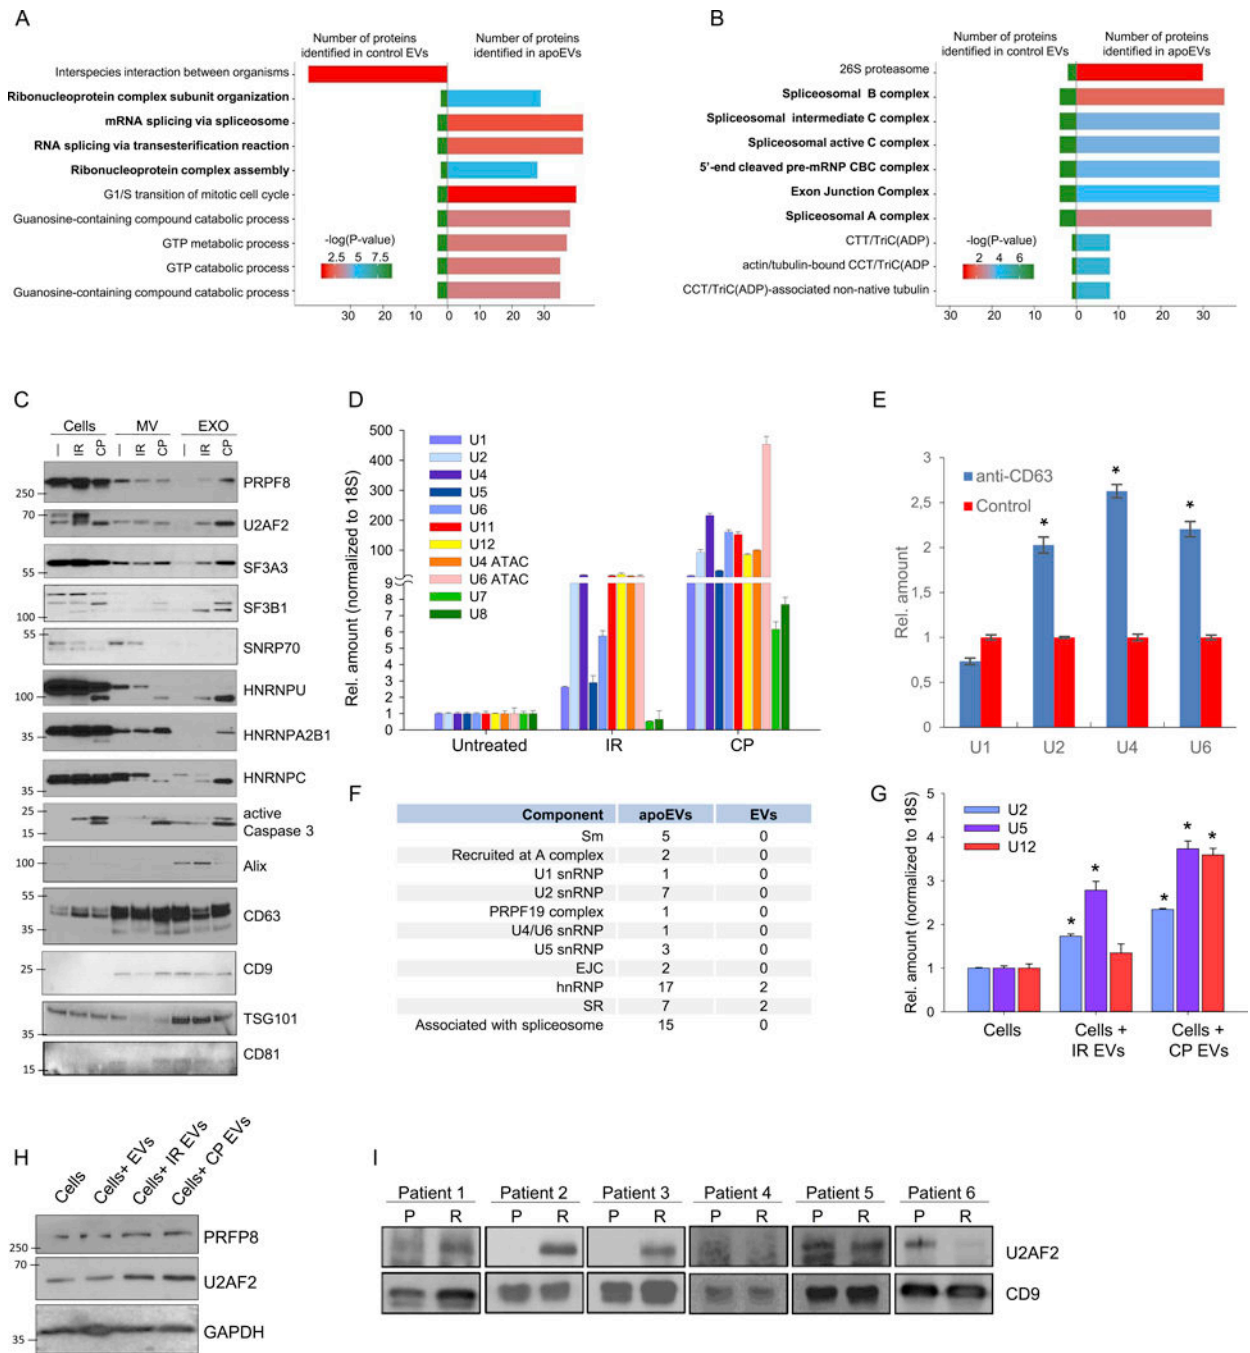 A
Number of proteins
identified in control EVs
Number of proteins
identified in apoEVs
Interspecies interaction between organisms
Ribonucleoprotein complex subunit organization
mRNA splicing via spliceosome
RNA splicing via transesterification reaction
Ribonucleoprotein complex assembly
G1/S transition of mitotic cell cycle
Guanosine-containing compound catabolic process
GTP metabolic process
GTP catabolic process
Guanosine-containing compound catabolic process
-log(P-value)
2.5 5 7.5
30 20 10 0 10 20 30
B
Number of proteins
identified in control EVs
Number of proteins
identified in apoEVs
26S proteasome
Spliceosomal B complex
Spliceosomal intermediate C complex
Spliceosomal active C complex
5'-end cleaved pre-mRNP CBC complex
Exon Junction Complex
Spliceosomal A complex
CTT/TriC(ADP)
actin/tubulin-bound CCT/TriC(ADP
CCT/TriC(ADP)-associated non-native tubulin
-log(P-value)
2 4 6
30 20 10 0 10 20 30
C
Cells MV EXO
— IR CP — IR CP — IR CP
250 PRPF8
70 U2AF2
55 SF3A3
100 SF3B1
55 SNRP70
100 HNRNPU
35 HNRNPA2B1
35 HNRNPC
25 active
15 Caspase 3
100 Alix
55
CD63
35
25 CD9
TSG101
CD81
15
D
Rel. amount (normalized to 18S)
500
400
300
200
100
9
8
7
6
5
4
3
2
1
0
U1
U2
U4
U5
U6
U11
U12
U4 ATAC
U6 ATAC
U7
U8
Untreated IR CP
E
Rel. amount
3
2,5
2
1,5
1
0,5
0
anti-CD63
Control
* * *
U1 U2 U4 U6
F
Component apoEVs EVs
Sm 5 0
Recruited at A complex 2 0
U1 snRNP 1 0
U2 snRNP 7 0
PRPF19 complex 1 0
U4/U6 snRNP 1 0
U5 snRNP 3 0
EJC 2 0
hnRNP 17 2
SR 7 2
Associated with spliceosome 15 0
G
Rel. amount (normalized to 18S)
5
4
3
2
1
0
U2
U5
U12
* * * * *
Cells Cells + Cells +
IR EVs CP EVs
H
Cells Cells+ EVs Cells+ IR EVs Cells+ CP EVs
PRFP8
250
70
U2AF2
GAPDH
35
I
Patient 1 Patient 2 Patient 3 Patient 4 Patient 5 Patient 6
P R P R P R P R P R P R
U2AF2
CD9